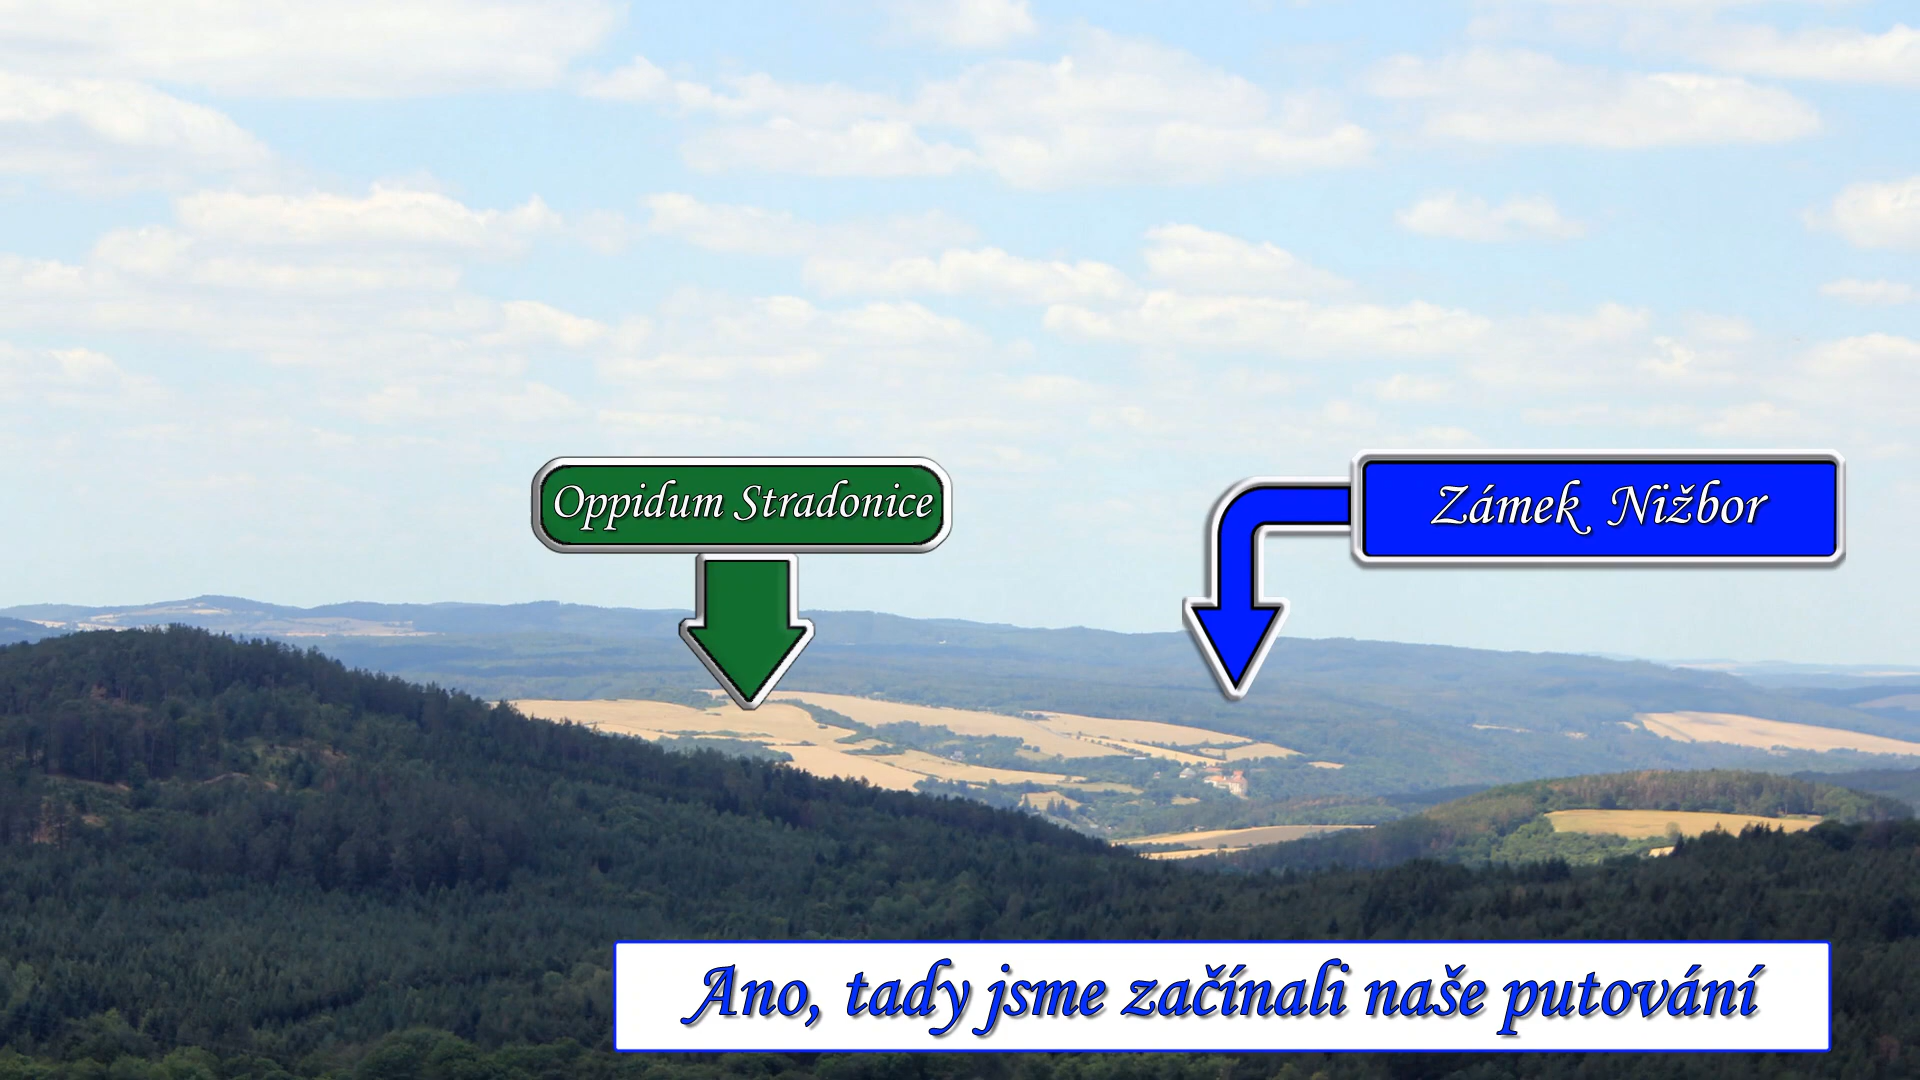 Oppidum Stradonice
Zámek Nižbor
Ano, tady jsme začínali naše putování